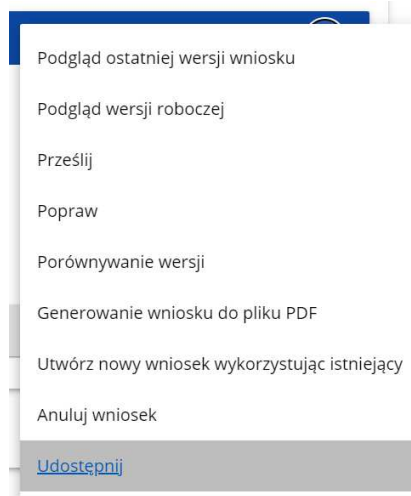 Podgląd ostatniej wersji wniosku
Podgląd wersji roboczej
Prześlij
Popraw
Porównywanie wersji
Generowanie wniosku do pliku PDF
Utwórz nowy wniosek wykorzystując istniejący
Anuluj wniosek
Udostępnij